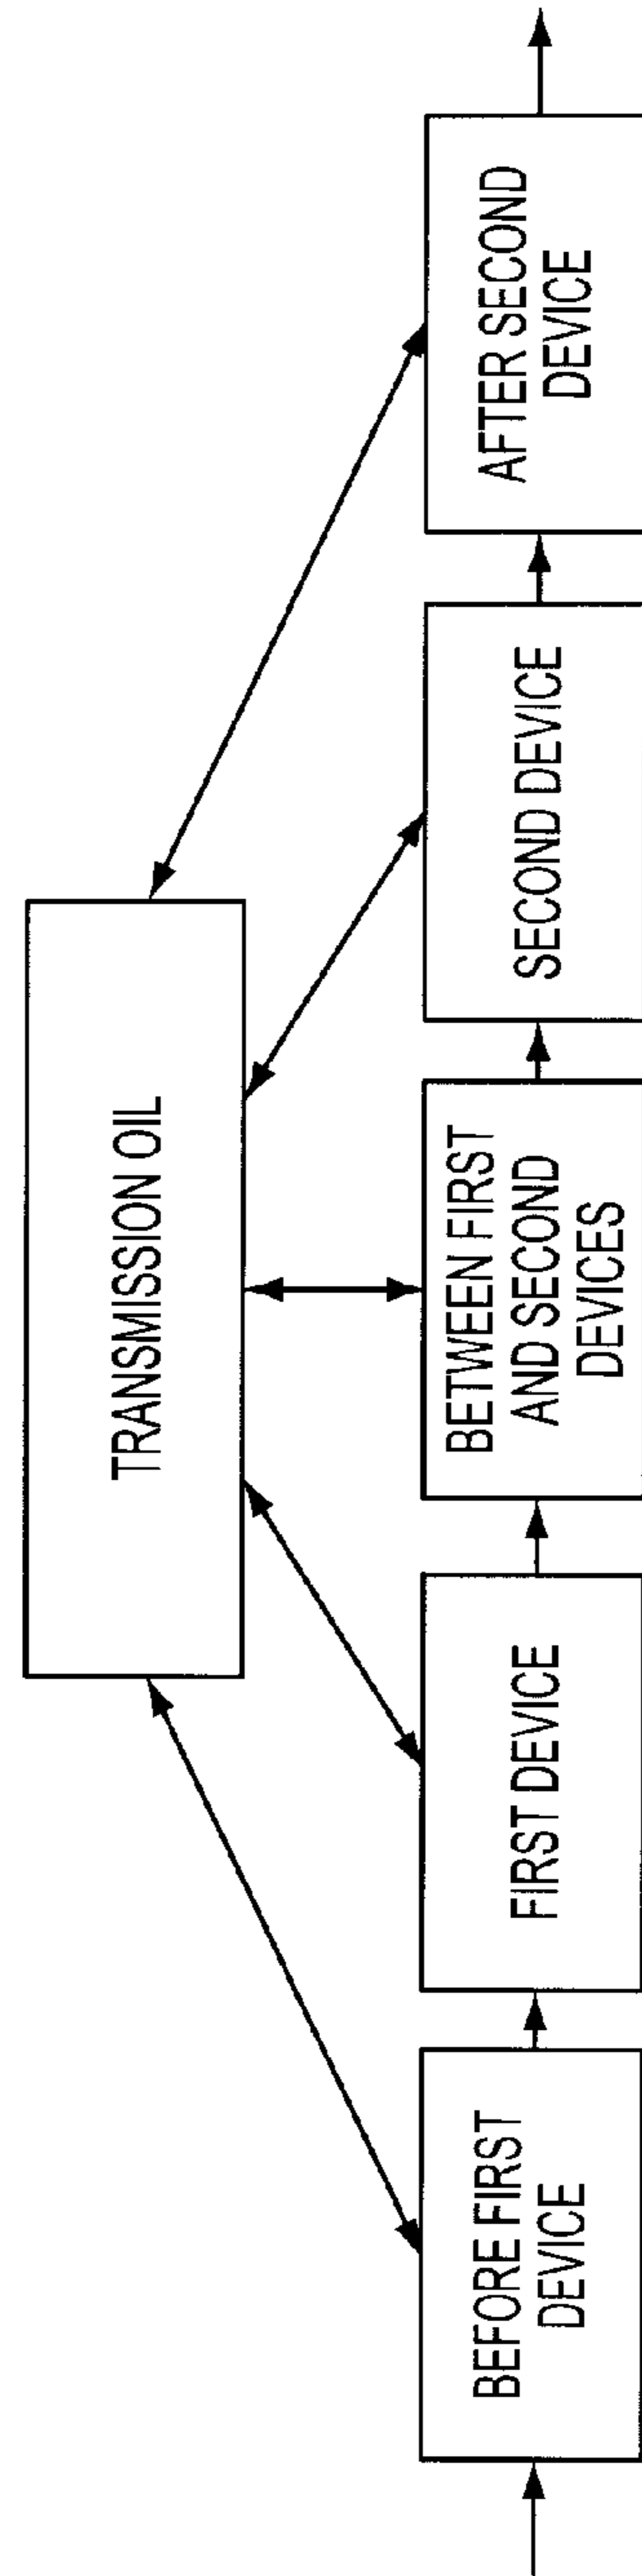 TRANSMISSION OIL
BEFORE FIRST
DEVICE
FIRST DEVICE
BETWEEN FIRST
AND SECOND
DEVICES
SECOND DEVICE
AFTER SECOND
DEVICE